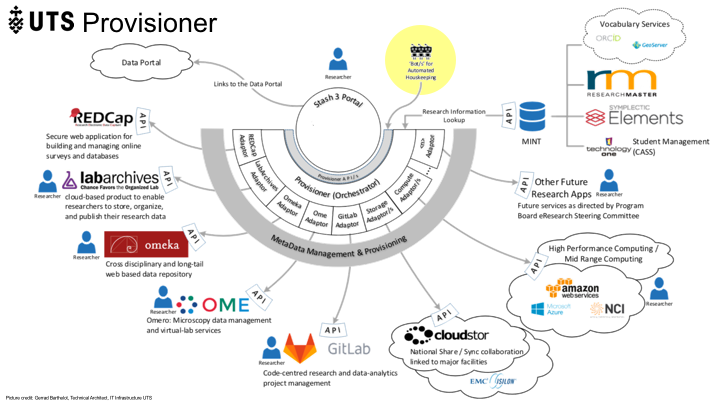 UTS Provisioner
Data Portal
Links to the Data Portal
Researcher
'Bot/s' for
Automated
Housekeeping
Vocabulary Services
ORCID
GeoServer
Stash 3 Portal
Research Information
Lookup
API
MINT
rm
RESEARCHMASTER
SYMPLECTIC
Elements
technology
one
Student Management
(CASS)
REDCap
API
Secure web application for
building and managing online
surveys and databases
labarchives
Chance Favors the Organized Lab
API
Researcher
cloud-based product to enable
researchers to store, organize,
and publish their research data
omeka
API
Researcher
Cross disciplinary and long-tail
web based data repository
REDCap
Adaptor
LabArchives
Adaptor
Omeka
Adaptor
Ome
Adaptor
GitLab
Adaptor
Storage
Adaptor/s
Compute
Adaptor/s
...
<->
Adaptor
Provisioner & A.P.I's
Provisioner (Orchestrator)
MetaData Management & Provisioning
API
Other Future
Research Apps
Researcher
Future services as directed by Program
Board eResearch Steering Committee
High Performance Computing /
Mid Range Computing
API
amazon
webservices
Microsoft
Azure
NCI
Researcher
OME
API
Researcher
Omero: Microscopy data management
and virtual-lab services
API
GitLab
Researcher
Code-centred research and data-analytics
project management
API
cloudstor
National Share / Sync collaboration
linked to major facilities
EMC² ISILON
Picture credit: Gerrad Barthelot, Technical Architect, IT Infrastructure UTS